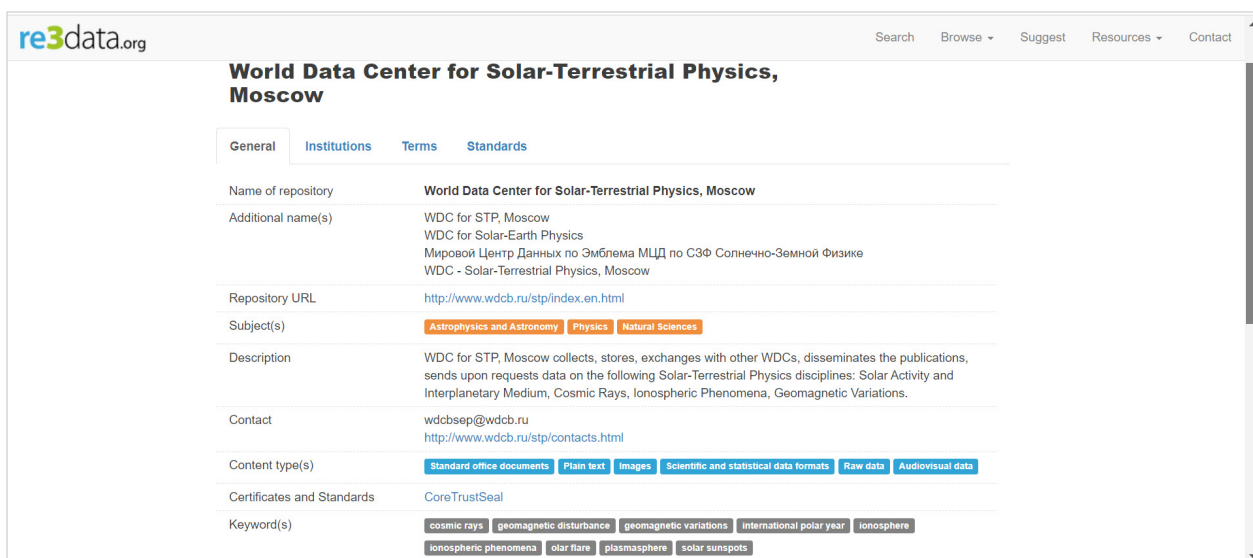 re3data.org
Search Browse Suggest Resources Contact
World Data Center for Solar-Terrestrial Physics,
Moscow
General Institutions Terms Standards
Name of repository World Data Center for Solar-Terrestrial Physics, Moscow
Additional name(s) WDC for STP, Moscow
WDC for Solar-Earth Physics
Мировой Центр Данных по Эмблема МЦД по СЗФ Солнечно-Земной Физике
WDC - Solar-Terrestrial Physics, Moscow
Repository URL http://www.wdcb.ru/stp/index.en.html
Subject(s) Astrophysics and Astronomy Physics Natural Sciences
Description WDC for STP, Moscow collects, stores, exchanges with other WDCs, disseminates the publications,
sends upon requests data on the following Solar-Terrestrial Physics disciplines: Solar Activity and
Interplanetary Medium, Cosmic Rays, Ionospheric Phenomena, Geomagnetic Variations.
Contact wdcbsep@wdcb.ru
http://www.wdcb.ru/stp/contacts.html
Content type(s) Standard office documents Plain text Images Scientific and statistical data formats Raw data Audiovisual data
Certificates and Standards CoreTrustSeal
Keyword(s) cosmic rays geomagnetic disturbance geomagnetic variations international polar year ionosphere
ionospheric phenomena olar flare plasmasphere solar sunspots